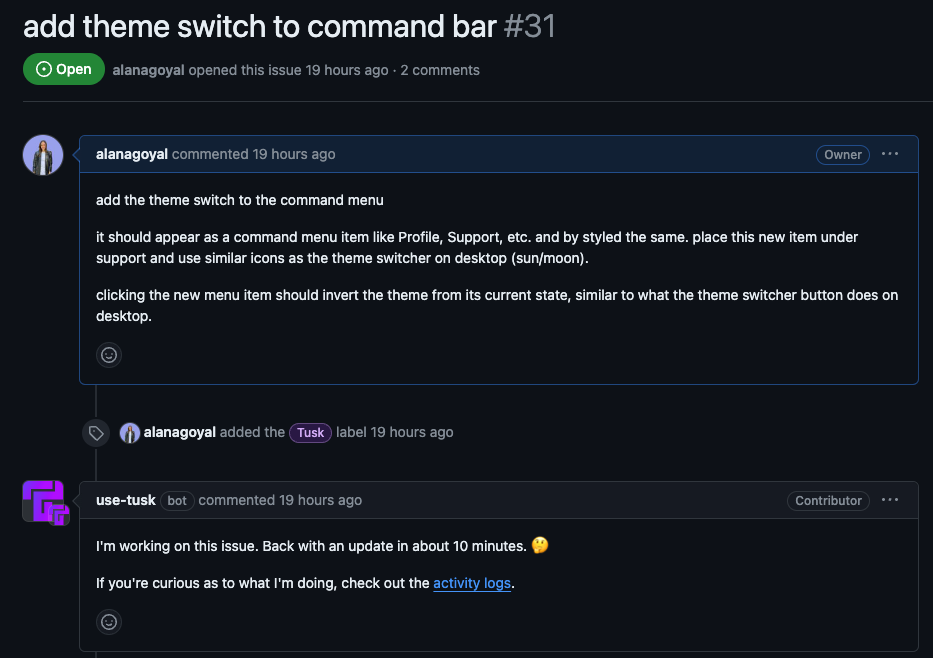 add theme switch to command bar #31
Open alanagoyal opened this issue 19 hours ago · 2 comments
alanagoyal commented 19 hours ago Owner ···
add the theme switch to the command menu
it should appear as a command menu item like Profile, Support, etc. and by styled the same. place this new item under
support and use similar icons as the theme switcher on desktop (sun/moon).
clicking the new menu item should invert the theme from its current state, similar to what the theme switcher button does on
desktop.
alanagoyal added the Tusk label 19 hours ago
use-tusk bot commented 19 hours ago Contributor ···
I'm working on this issue. Back with an update in about 10 minutes. 🤔
If you're curious as to what I'm doing, check out the activity logs.